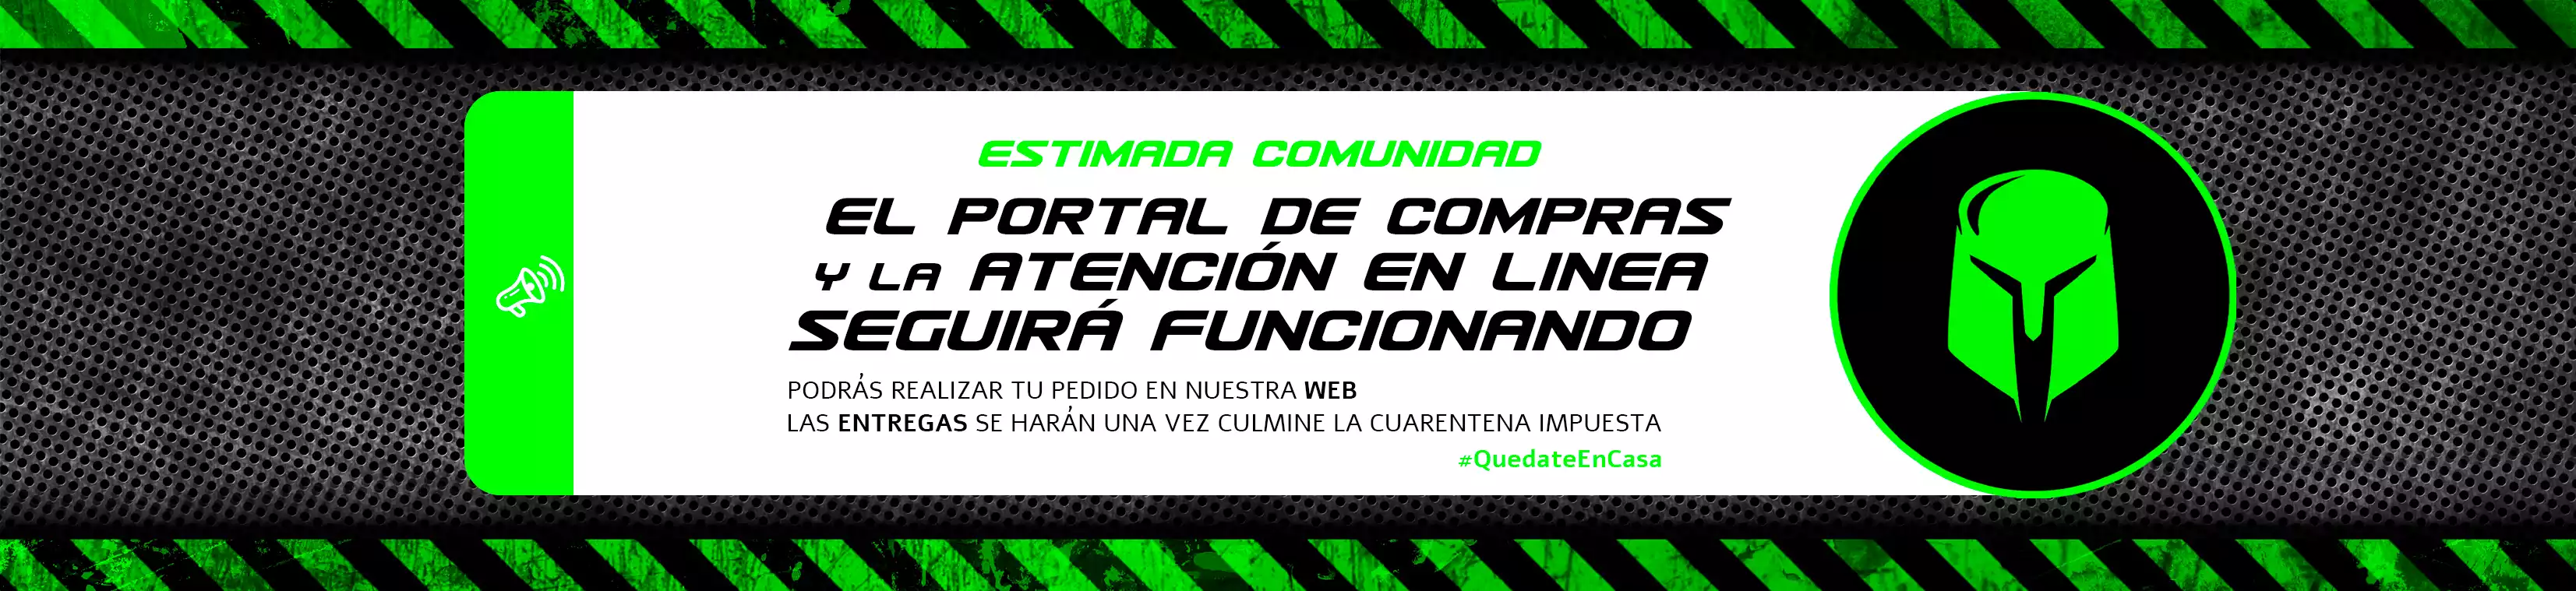 ESTIMADA COMUNIDAD
EL PORTAL DE COMPRAS
Y LA ATENCIÓN EN LINEA
SEGUIRÁ FUNCIONANDO
PODRÁS REALIZAR TU PEDIDO EN NUESTRA WEB
LAS ENTREGAS SE HARÁN UNA VEZ CULMINE LA CUARENTENA IMPUESTA
#QuedateEnCasa